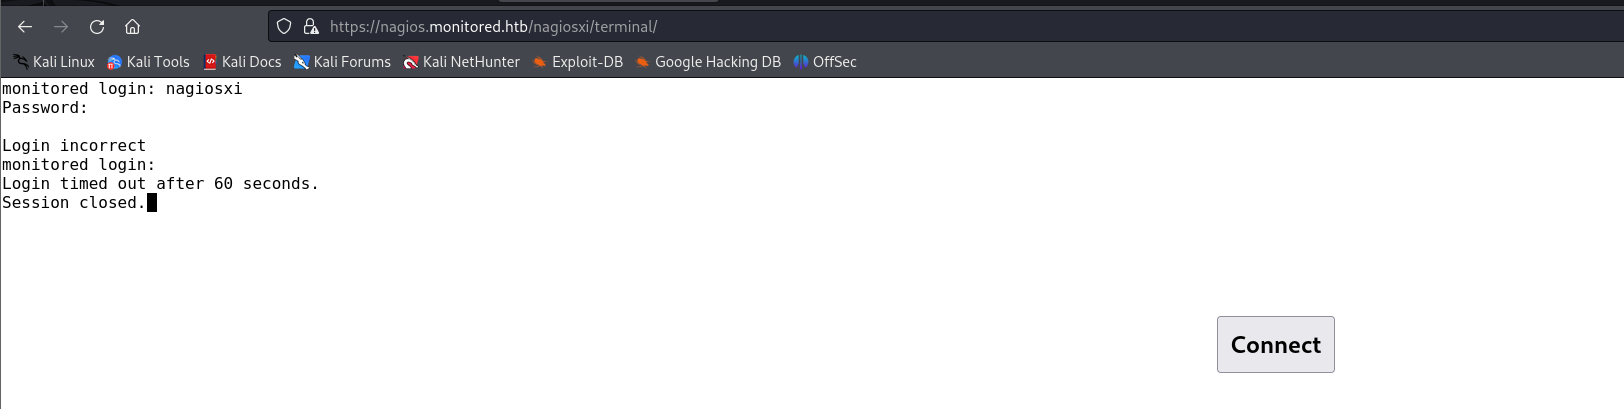 https://nagios.monitored.htb/nagiosxi/terminal/
Kali Linux Kali Tools Kali Docs Kali Forums Kali NetHunter Exploit-DB Google Hacking DB OffSec
monitored login: nagiosxi
Password:
Login incorrect
monitored login:
Login timed out after 60 seconds.
Session closed.
Connect